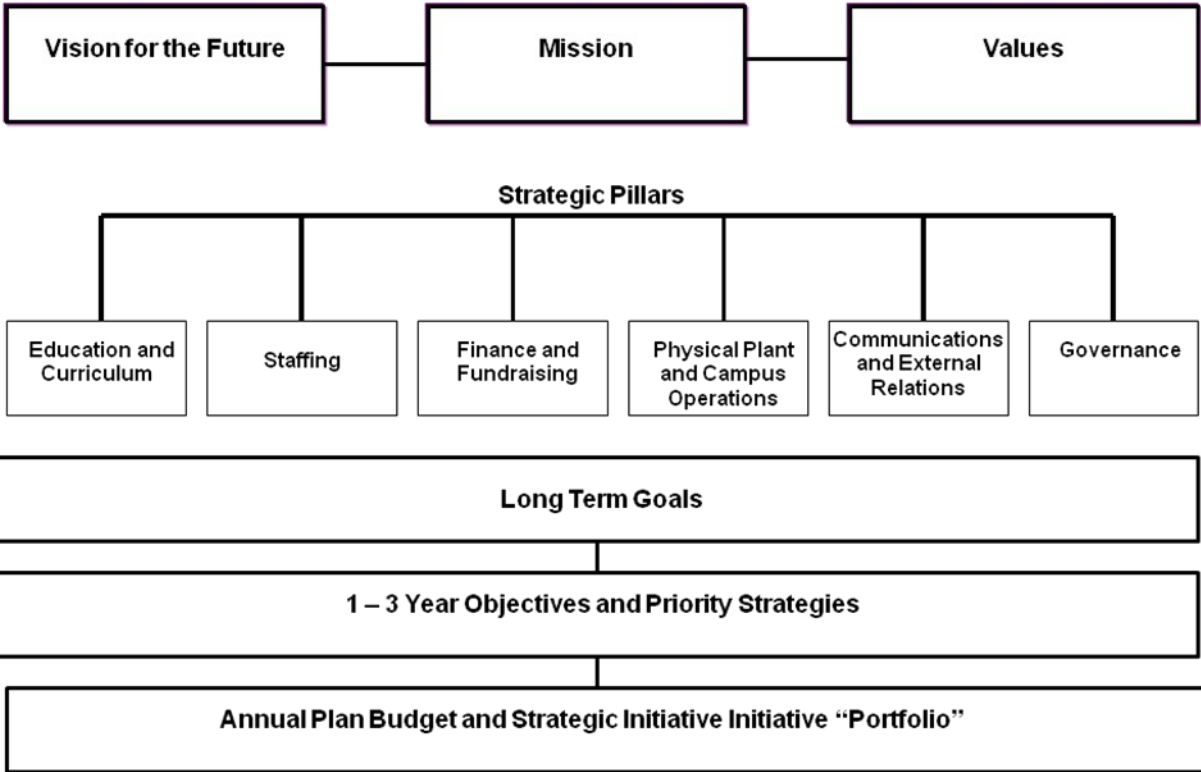 Vision for the Future
Mission
Values
Strategic Pillars
Education and
Curriculum
Staffing
Finance and
Fundraising
Physical Plant
and Campus
Operations
Communications
and External
Relations
Governance
Long Term Goals
1 – 3 Year Objectives and Priority Strategies
Annual Plan Budget and Strategic Initiative Initiative “Portfolio”